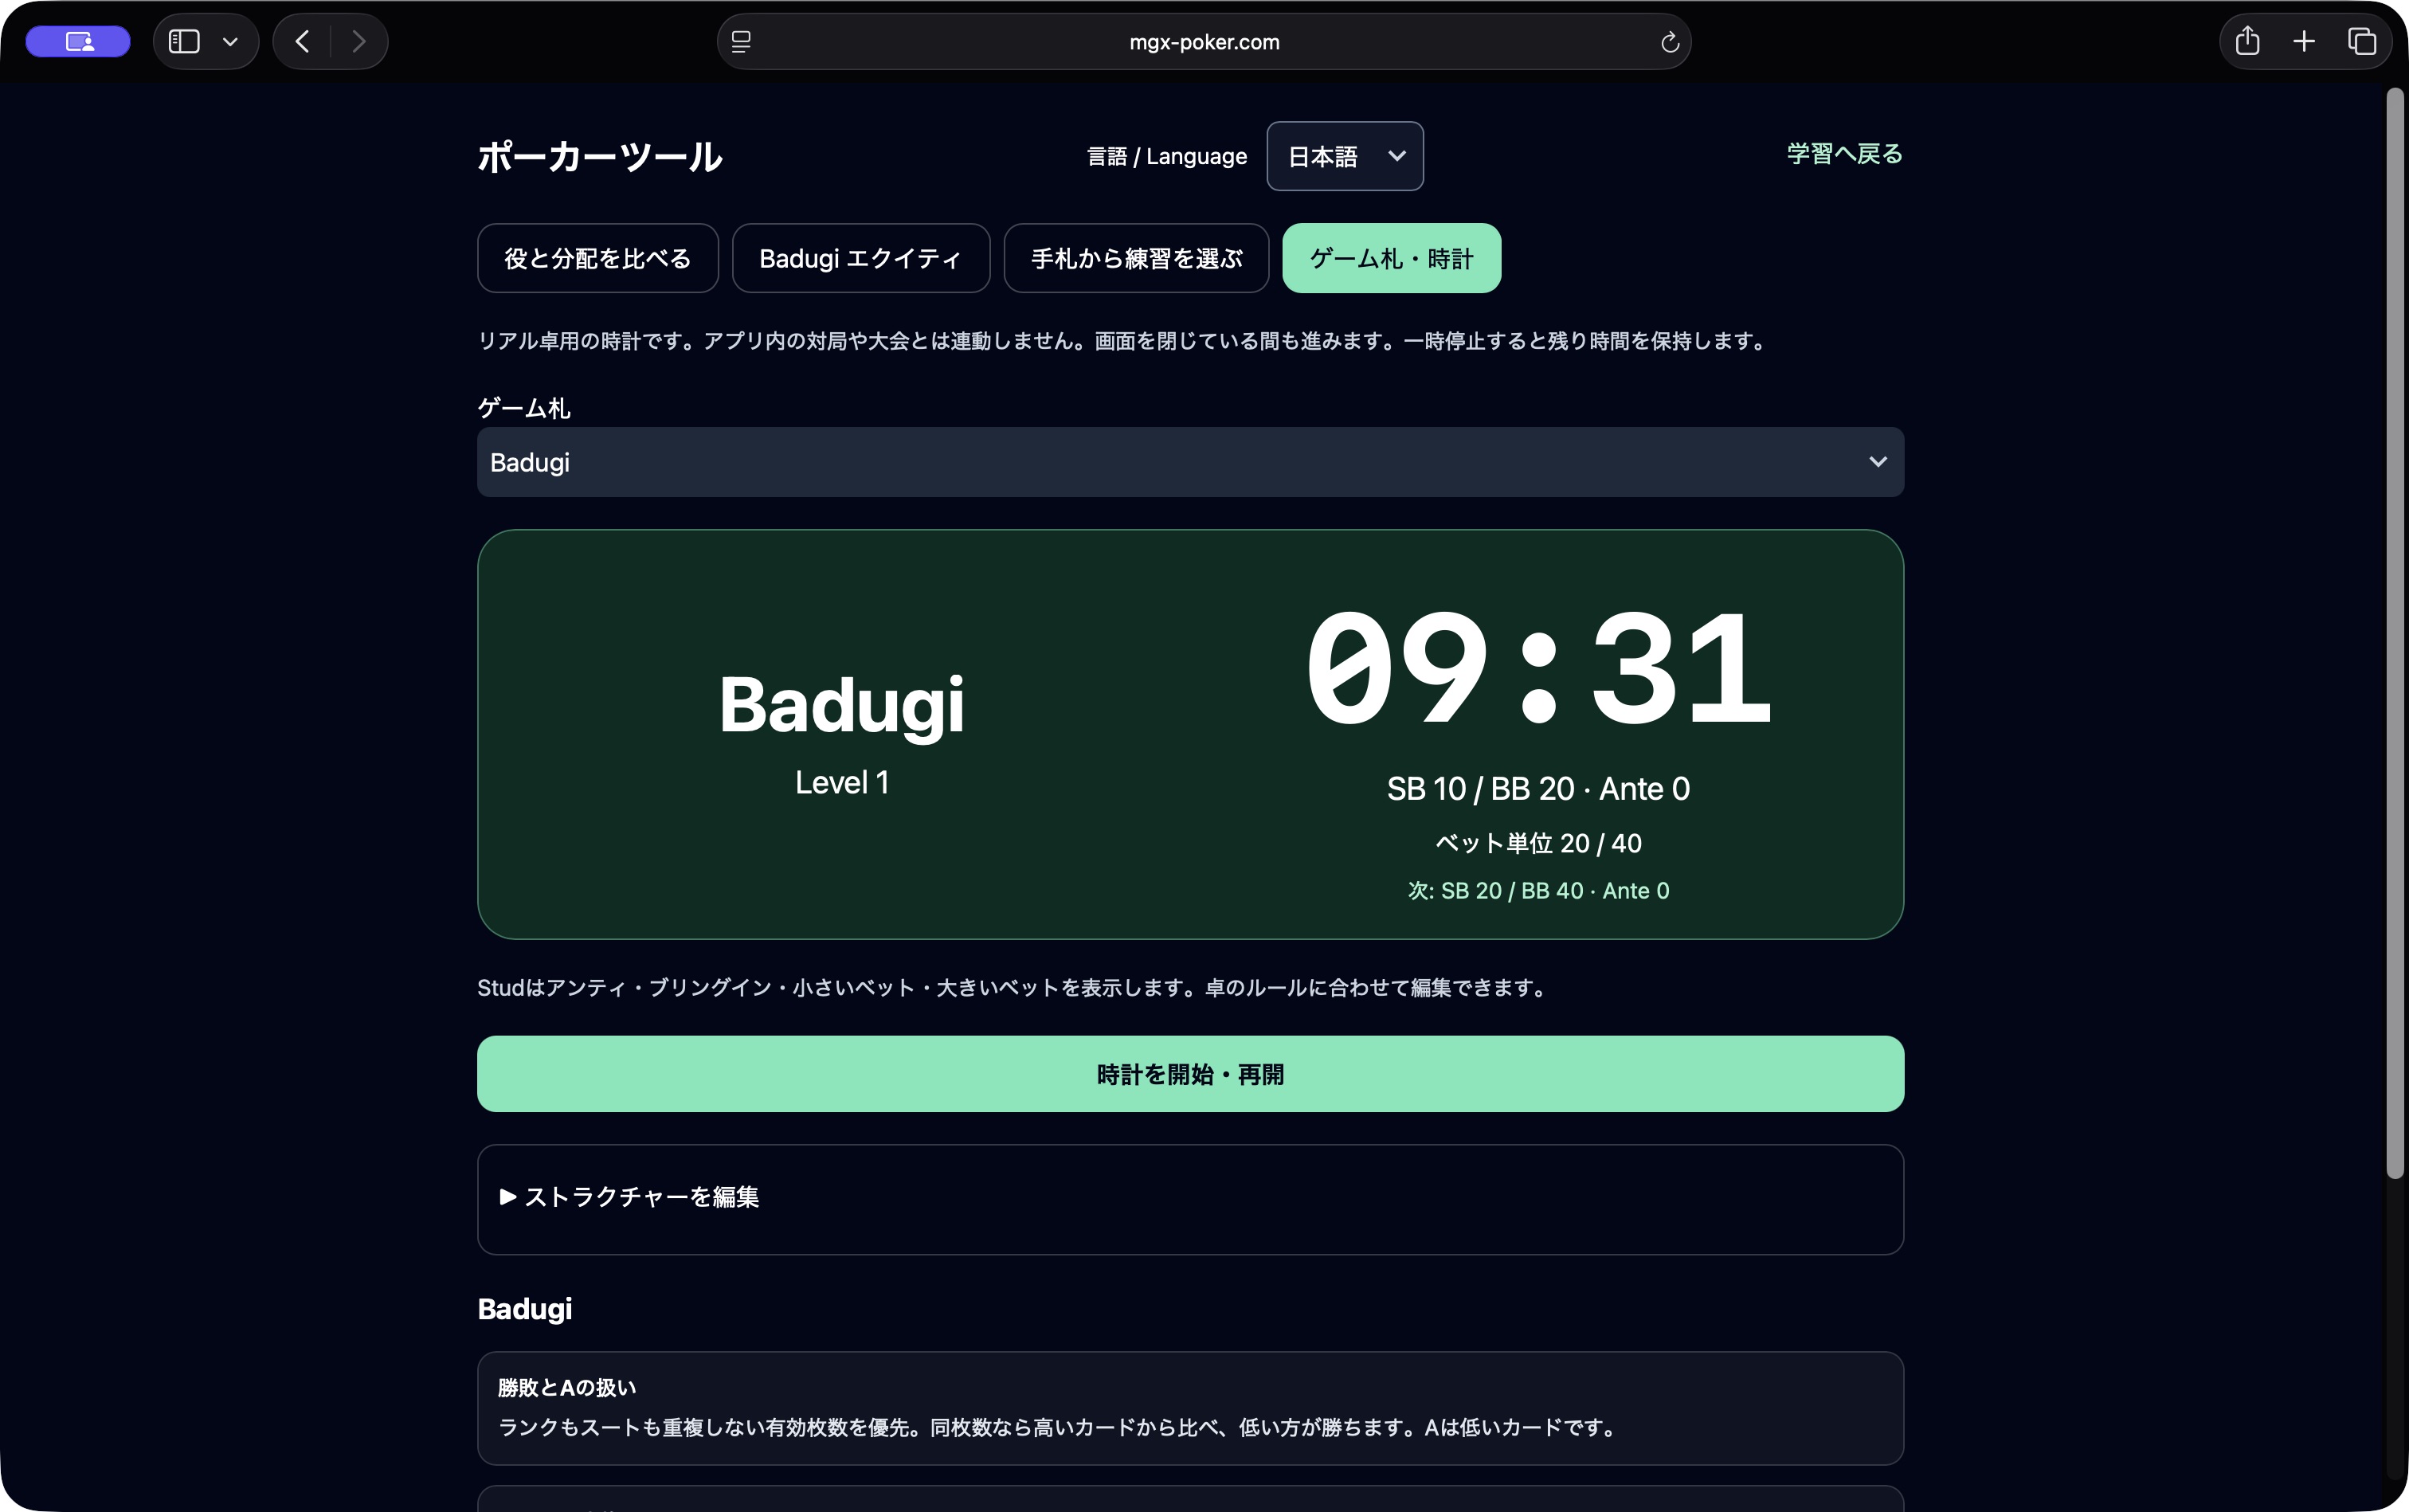 mgx-poker.com
ポーカーツール
言語 / Language
日本語
学習へ戻る
役と分配を比べる
Badugi エクイティ
手札から練習を選ぶ
ゲーム札・時計
リアル卓用の時計です。アプリ内の対局や大会とは連動しません。画面を閉じている間も進みます。一時停止すると残り時間を保持します。
ゲーム札
Badugi
Badugi
Level 1
09:31
SB 10 / BB 20 · Ante 0
ベット単位 20 / 40
次: SB 20 / BB 40 · Ante 0
Studはアンティ・ブリングイン・小さいベット・大きいベットを表示します。卓のルールに合わせて編集できます。
時計を開始・再開
▶ ストラクチャーを編集
Badugi
勝敗とAの扱い
ランクもスートも重複しない有効枚数を優先。同枚数なら高いカードから比べ、低い方が勝ちます。Aは低いカードです。